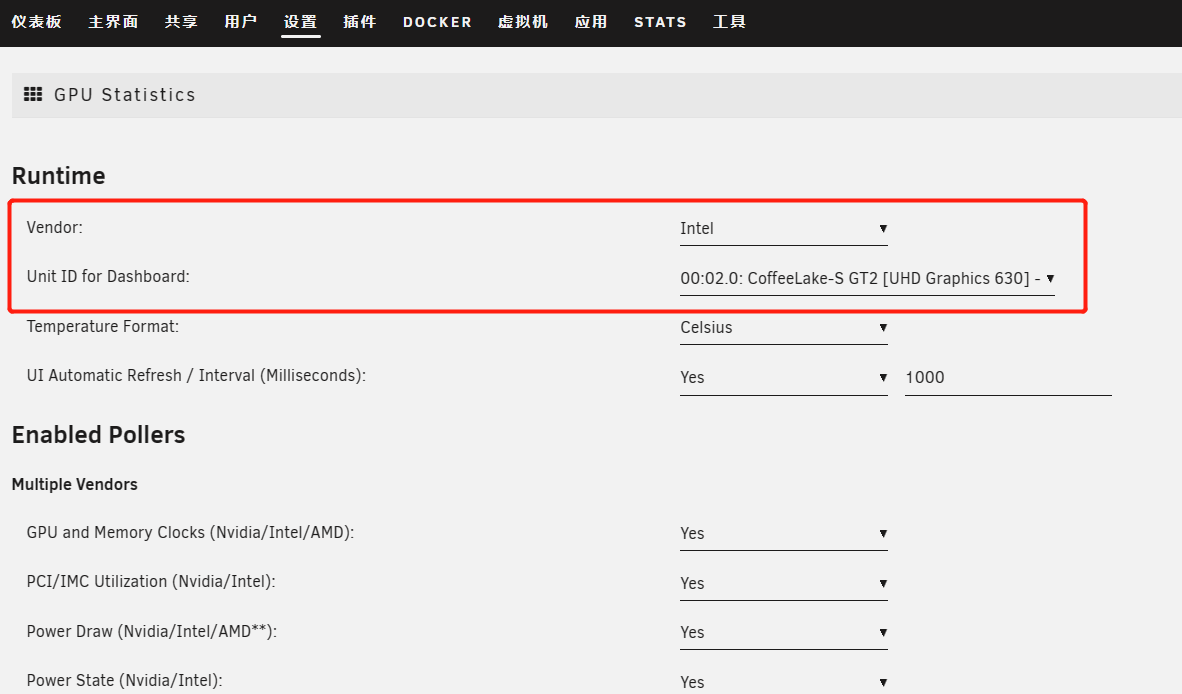 仪表板 主界面 共享 用户 设置 插件 DOCKER 虚拟机 应用 STATS 工具
GPU Statistics
Runtime
Vendor: Intel
Unit ID for Dashboard: 00:02.0: CoffeeLake-S GT2 [UHD Graphics 630] -
Temperature Format: Celsius
UI Automatic Refresh / Interval (Milliseconds): Yes 1000
Enabled Pollers
Multiple Vendors
GPU and Memory Clocks (Nvidia/Intel/AMD): Yes
PCI/IMC Utilization (Nvidia/Intel): Yes
Power Draw (Nvidia/Intel/AMD**): Yes
Power State (Nvidia/Intel): Yes